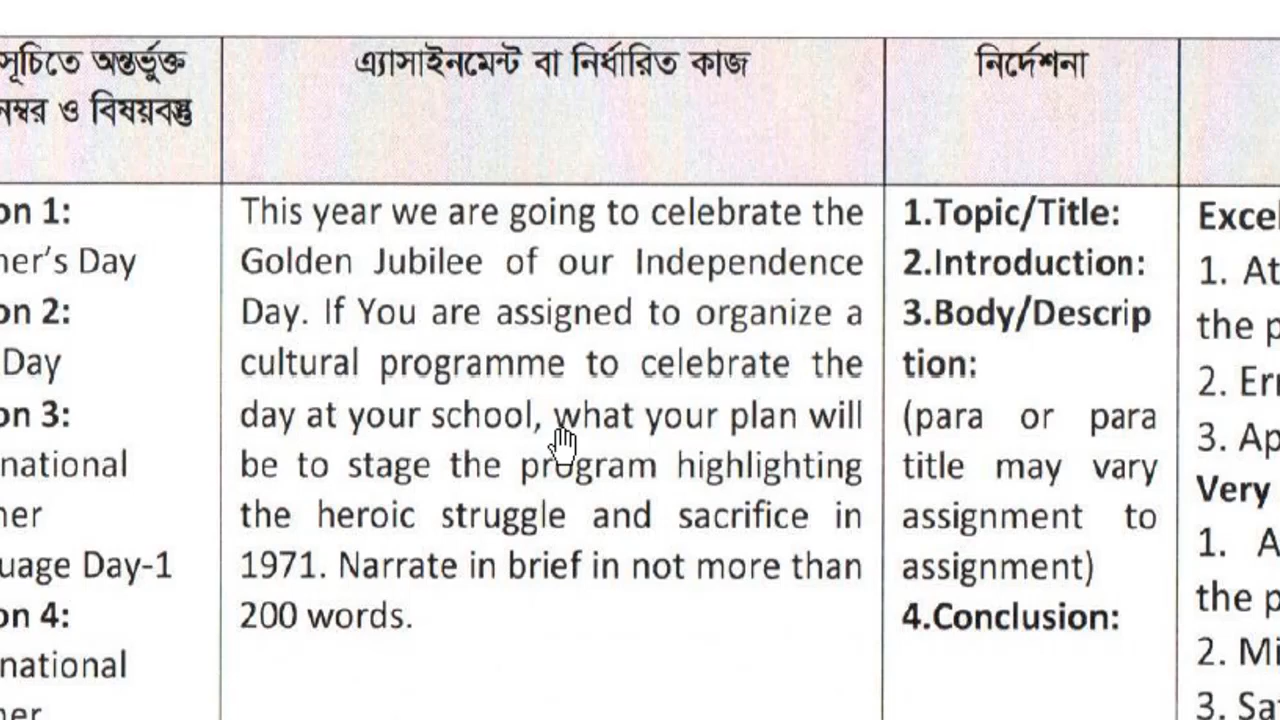 সূচিতে অন্তর্ভুক্ত
নম্বর ও বিষয়বস্তু
এ্যাসাইনমেন্ট বা নির্ধারিত কাজ
নির্দেশনা
on 1:
ner's Day
on 2:
Day
on 3:
national
ner
uage Day-1
on 4:
national
ner
This year we are going to celebrate the
Golden Jubilee of our Independence
Day. If You are assigned to organize a
cultural programme to celebrate the
day at your school, what your plan will
be to stage the program highlighting
the heroic struggle and sacrifice in
1971. Narrate in brief in not more than
200 words.
1.Topic/Title:
2.Introduction:
3.Body/Descrip
tion:
(para or para
title may vary
assignment to
assignment)
4.Conclusion:
Excel
1. At
the p
2. Err
3. Ap
Very
1. A
the p
2. Mi
3. Sat